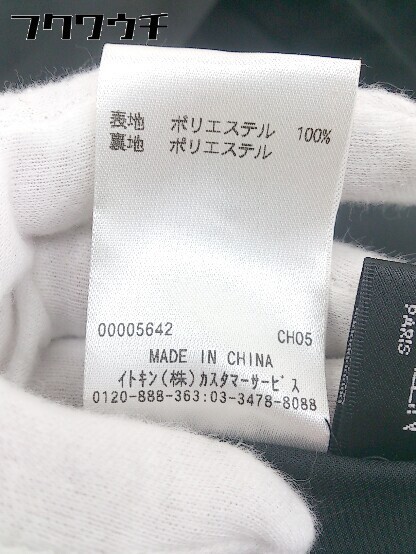 フクワウチ
表地 ポリエステル 100%
裏地 ポリエステル
00005642 CH05
MADE IN CHINA
イトキン(株)カスタマーサービス
0120-888-363:03-3478-8088
PARIS